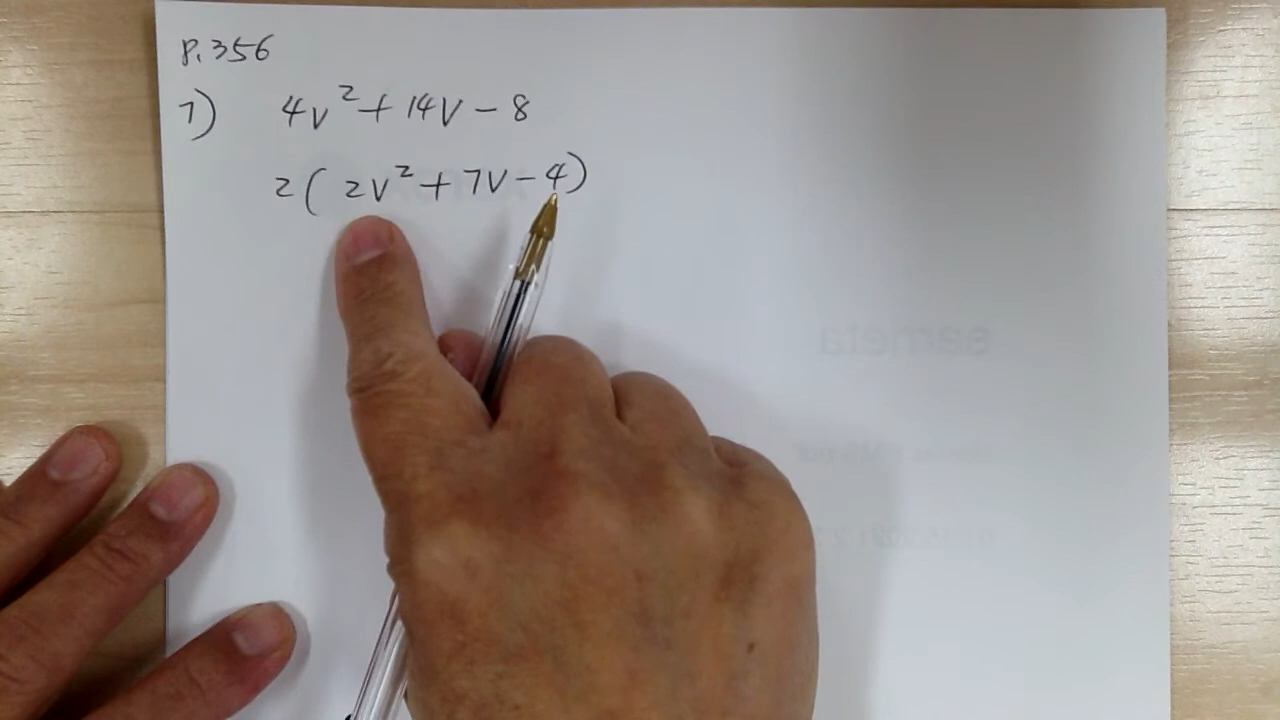 P.356
7) 4v² + 14v - 8
2(2v² + 7v - 4)